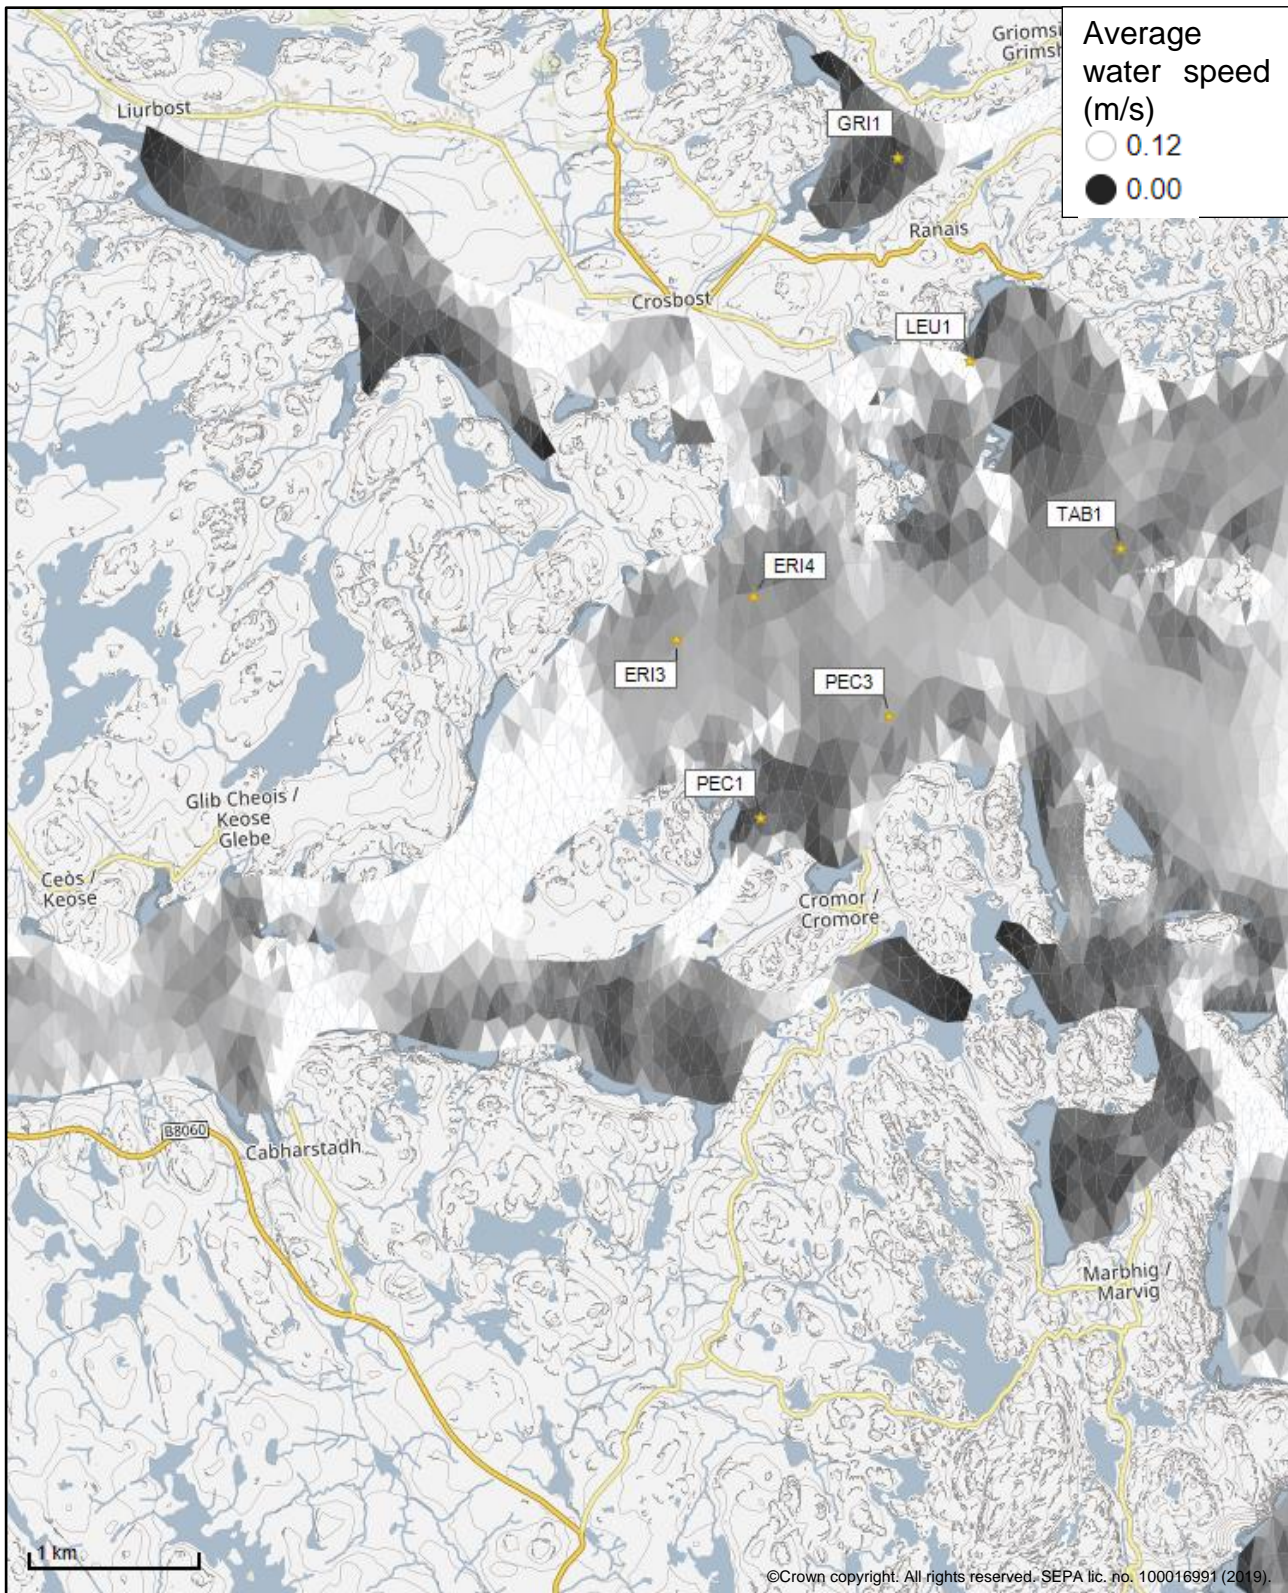 Average
water speed
(m/s)
0.12
0.00
Liurbost
GRI1
Ranais
Crosbost
LEU1
TAB1
ERI4
ERI3
PEC3
PEC1
Glib Cheois /
Keose
Glebe
Ceòs /
Keose
Cromor /
Cromore
B8060
Cabharstadh
Marbhig /
Marvig
1 km
©Crown copyright. All rights reserved. SEPA lic. no. 100016991 (2019).